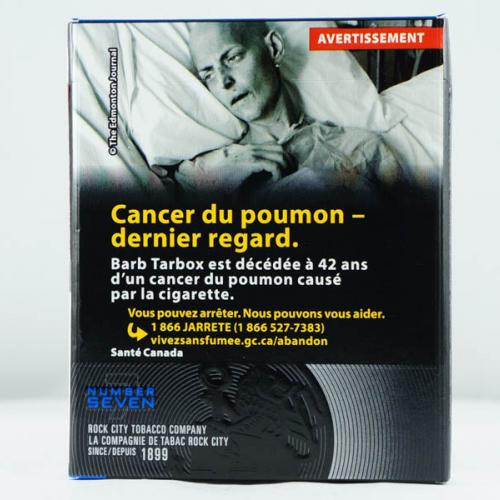 AVERTISSEMENT
© The Edmonton Journal
Cancer du poumon –
dernier regard.
Barb Tarbox est décédée à 42 ans
d'un cancer du poumon causé
par la cigarette.
Vous pouvez arrêter. Nous pouvons vous aider.
1 866 JARRETE (1 866 527-7383)
vivezsansfumee.gc.ca/abandon
Santé Canada
7
NUMBER
SEVEN
ROCK CITY TOBACCO COMPANY
LA COMPAGNIE DE TABAC ROCK CITY
SINCE/DEPUIS 1899